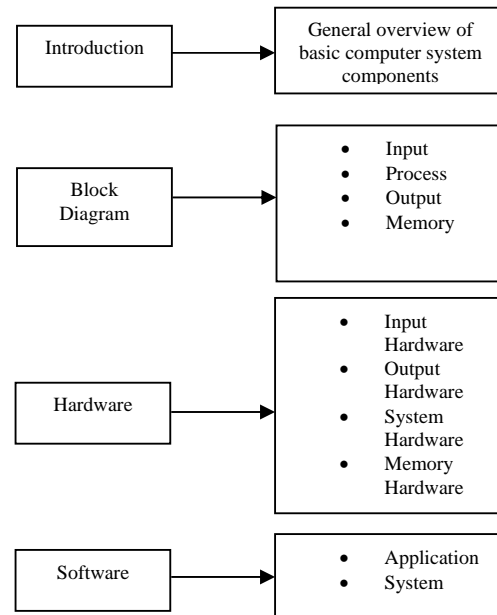 Introduction
General overview of
basic computer system
components
Block
Diagram
• Input
• Process
• Output
• Memory
Hardware
• Input
Hardware
• Output
Hardware
• System
Hardware
• Memory
Hardware
Software
• Application
• System